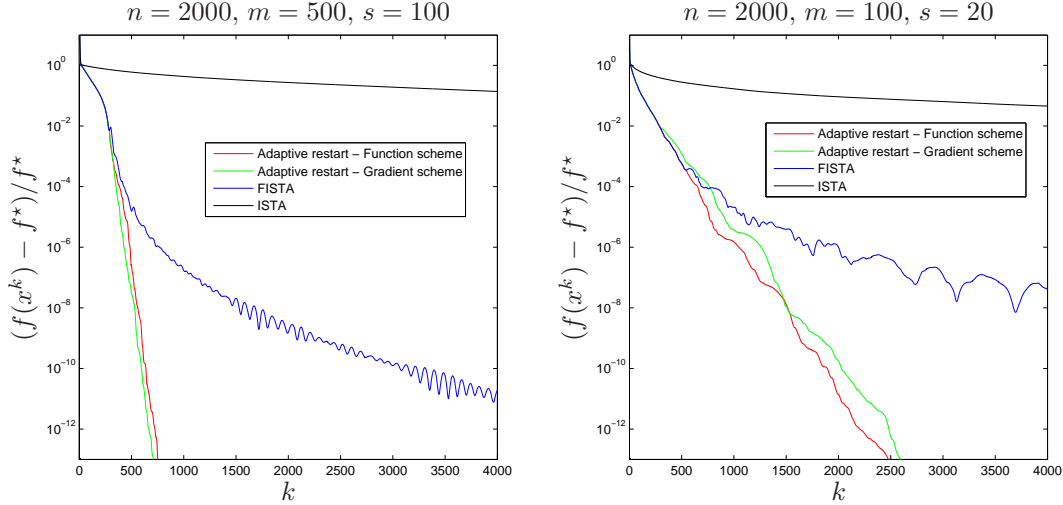 n = 2000, m = 500, s = 100
(f(x^k) − f^⋆)/f^⋆
10^0
10^−2
10^−4
10^−6
10^−8
10^−10
10^−12
Adaptive restart − Function scheme
Adaptive restart − Gradient scheme
FISTA
ISTA
0 500 1000 1500 2000 2500 3000 3500 4000
k
n = 2000, m = 100, s = 20
(f(x^k) − f^⋆)/f^⋆
10^0
10^−2
10^−4
10^−6
10^−8
10^−10
10^−12
Adaptive restart − Function scheme
Adaptive restart − Gradient scheme
FISTA
ISTA
0 500 1000 1500 2000 2500 3000 3500 4000
k